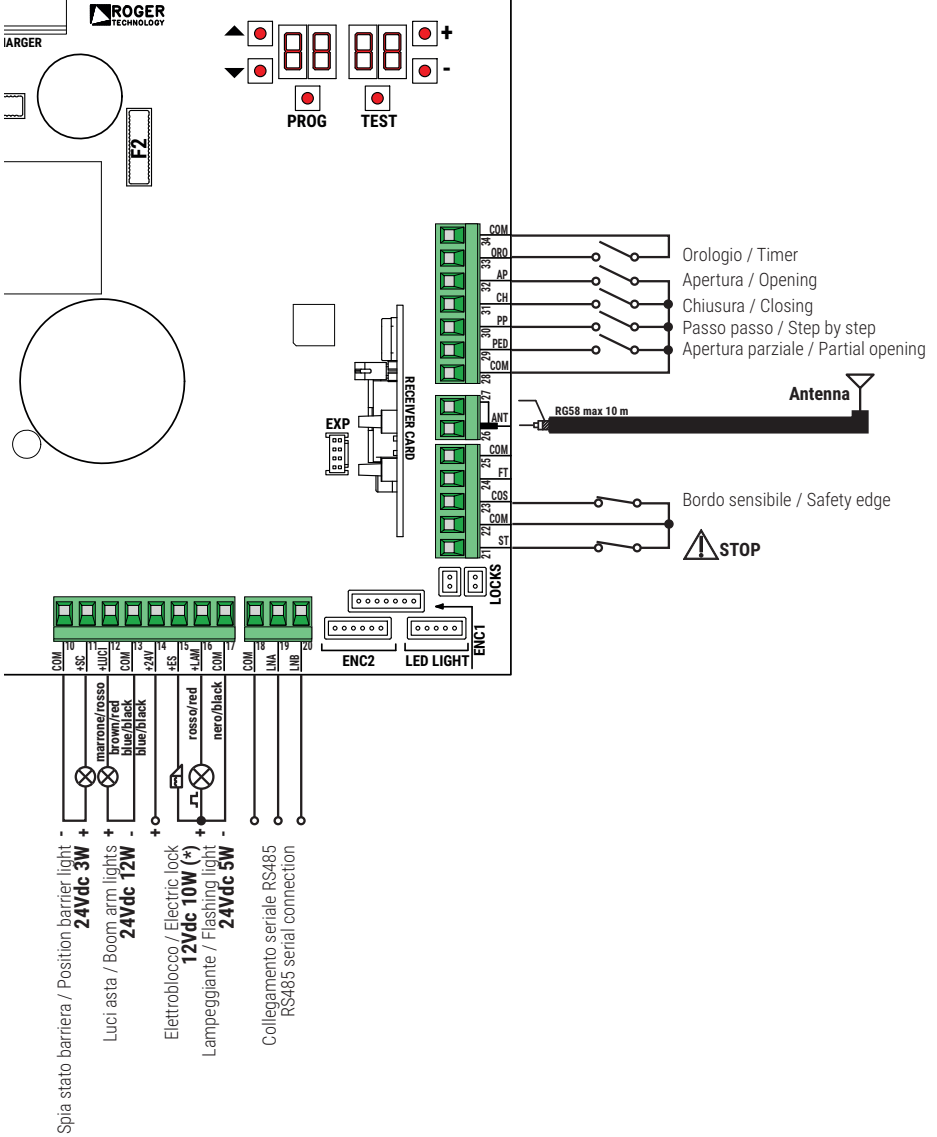 ROGER
TECHNOLOGY
ARGER
+
-
PROG
TEST
F2
COM
34
ORO
33
AP
32
CH
31
PP
30
PED
29
COM
28
27
ANT
26
COM
25
FT
24
COS
23
COM
22
ST
21
Orologio / Timer
Apertura / Opening
Chiusura / Closing
Passo passo / Step by step
Apertura parziale / Partial opening
Antenna
RG58 max 10 m
RECEIVER CARD
EXP
Bordo sensibile / Safety edge
STOP
LOCKS
ENC1
ENC2
LED LIGHT
10
11
12
13
14
15
16
17
18
19
20
COM
+SC
+LUCI
COM
+24V
+ES
+LAM
COM
COM
LNA
LNB
marrone/rosso
brown/red
blue/black
blue/black
rosso/red
nero/black
-
+
+
-
+
+
-
Spia stato barriera / Position barrier light
24Vdc 3W
Luci asta / Boom arm lights
24Vdc 12W
Elettroblocco / Electric lock
12Vdc 10W (*)
Lampeggiante / Flashing light
24Vdc 5W
Collegamento seriale RS485
RS485 serial connection